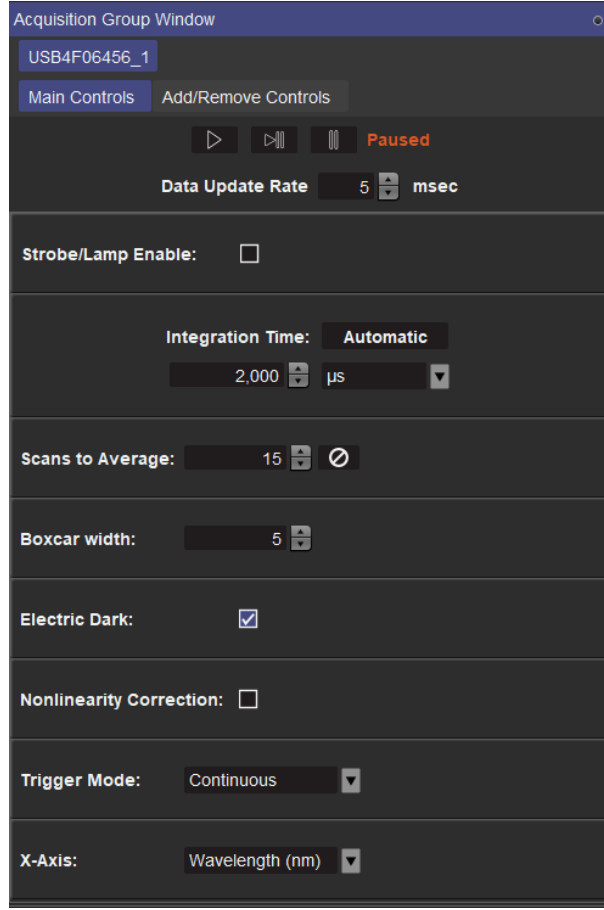 Acquisition Group Window
USB4F06456_1
Main Controls Add/Remove Controls
Paused
Data Update Rate 5 msec
Strobe/Lamp Enable:
Integration Time: Automatic
2,000 µs
Scans to Average: 15
Boxcar width: 5
Electric Dark:
Nonlinearity Correction:
Trigger Mode: Continuous
X-Axis: Wavelength (nm)